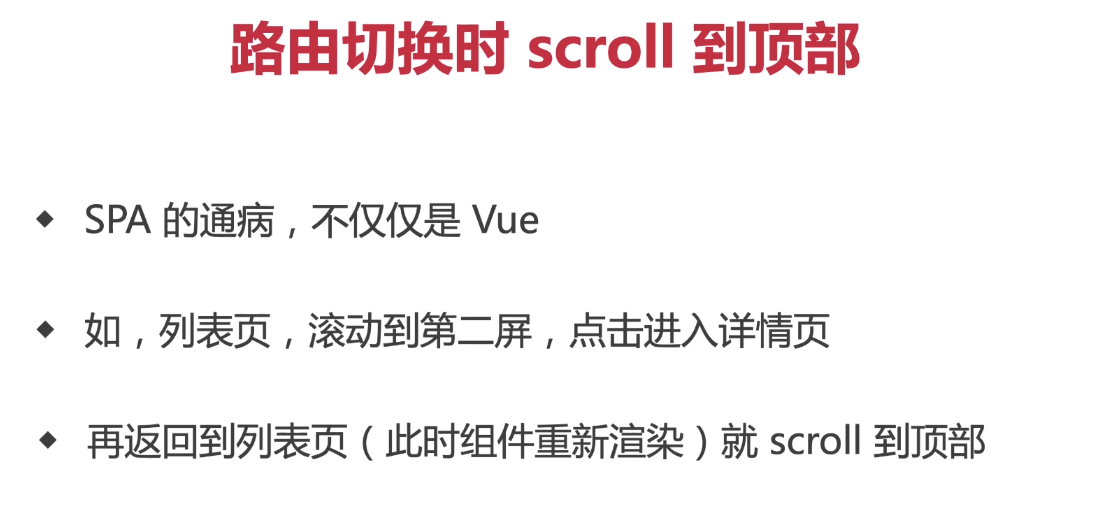 路由切换时 scroll 到顶部
◆ SPA 的通病，不仅仅是 Vue
◆ 如，列表页，滚动到第二屏，点击进入详情页
◆ 再返回到列表页（此时组件重新渲染）就 scroll 到顶部